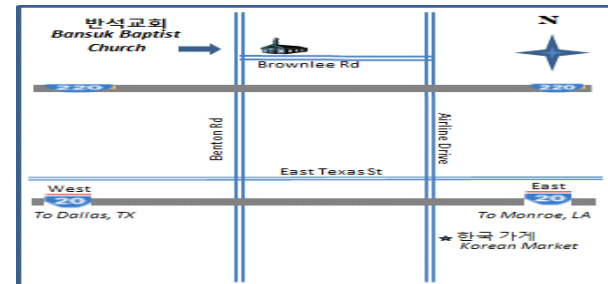 반석교회
Bansuk Baptist
Church
N
Brownlee Rd
220
220
Benton Rd
Airline Drive
East Texas St
West
20
To Dallas, TX
East
20
To Monroe, LA
★ 한국 가게
Korean Market